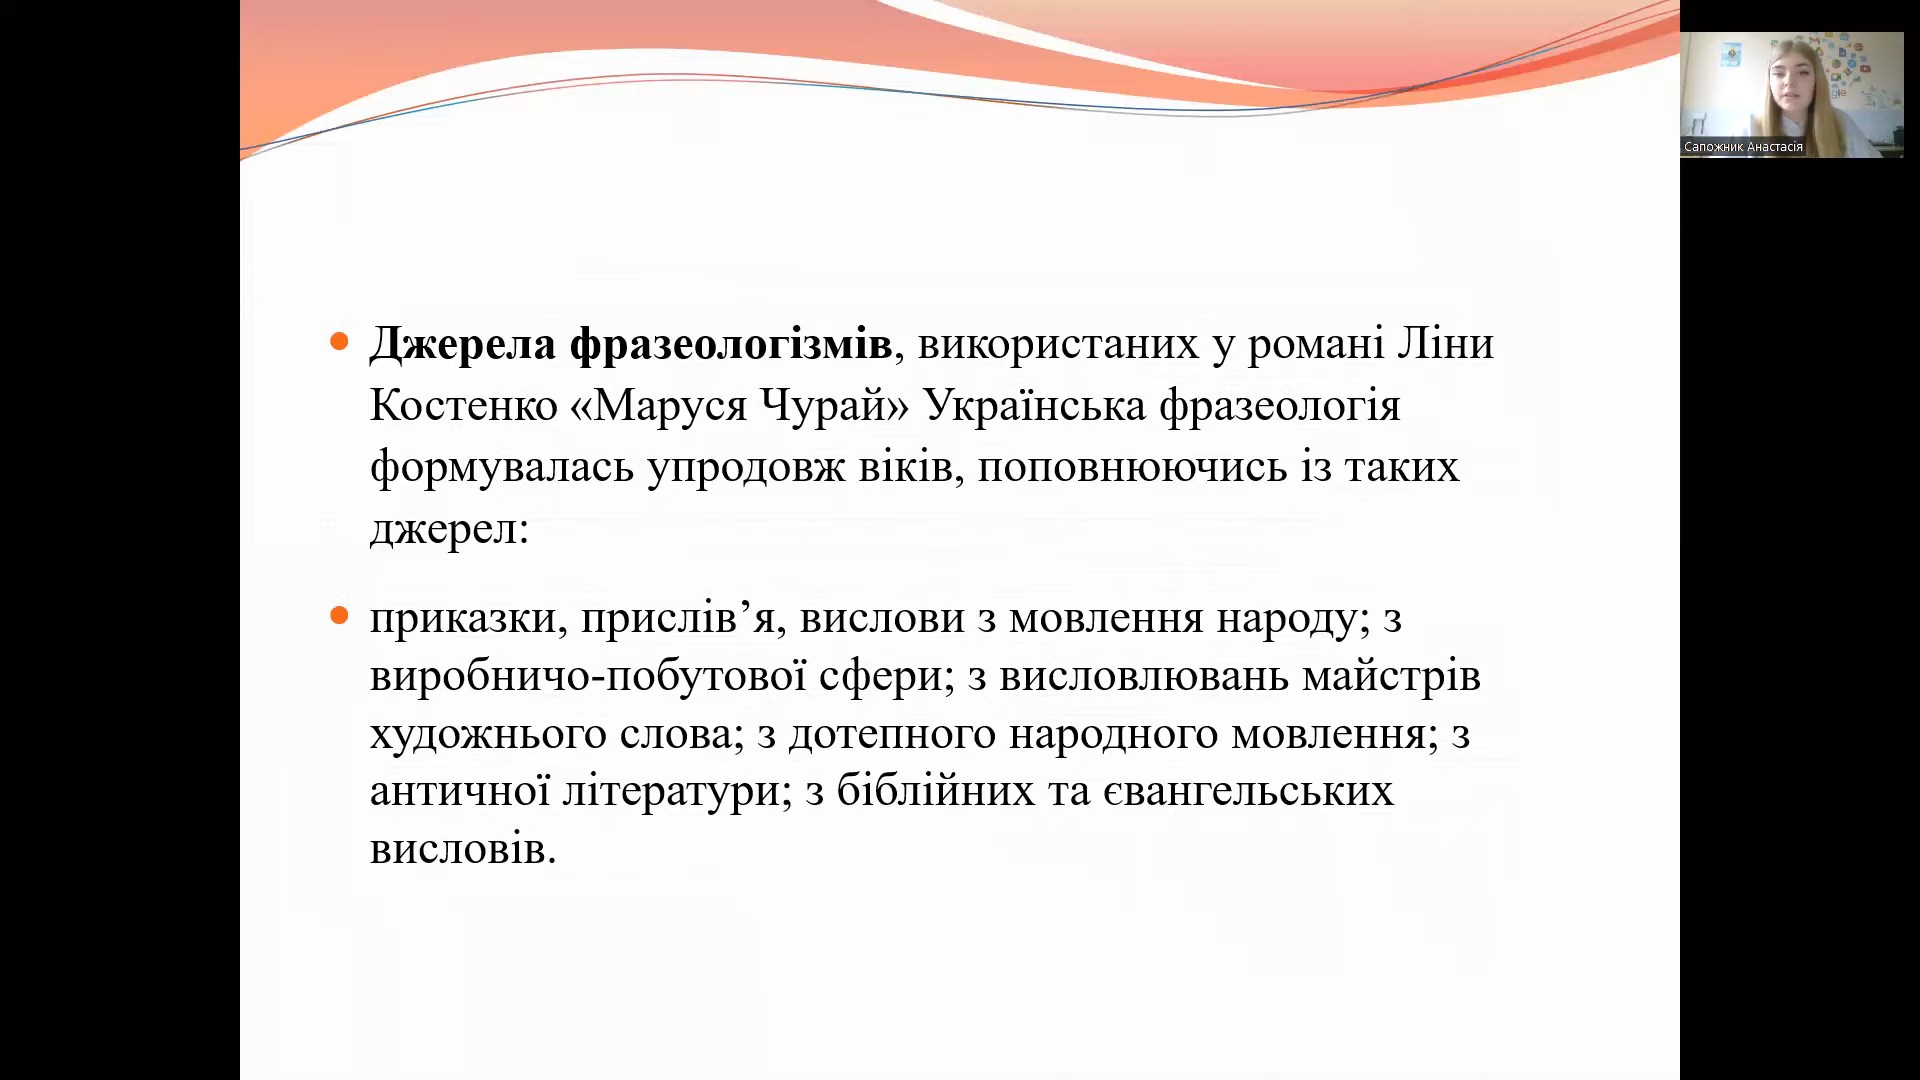 Джерела фразеологізмів, використаних у романі Ліни
Костенко «Маруся Чурай» Українська фразеологія
формувалась упродовж віків, поповнюючись із таких
джерел:
приказки, прислів’я, вислови з мовлення народу; з
виробничо-побутової сфери; з висловлювань майстрів
художнього слова; з дотепного народного мовлення; з
античної літератури; з біблійних та євангельських
висловів.
Сапожник Анастасія